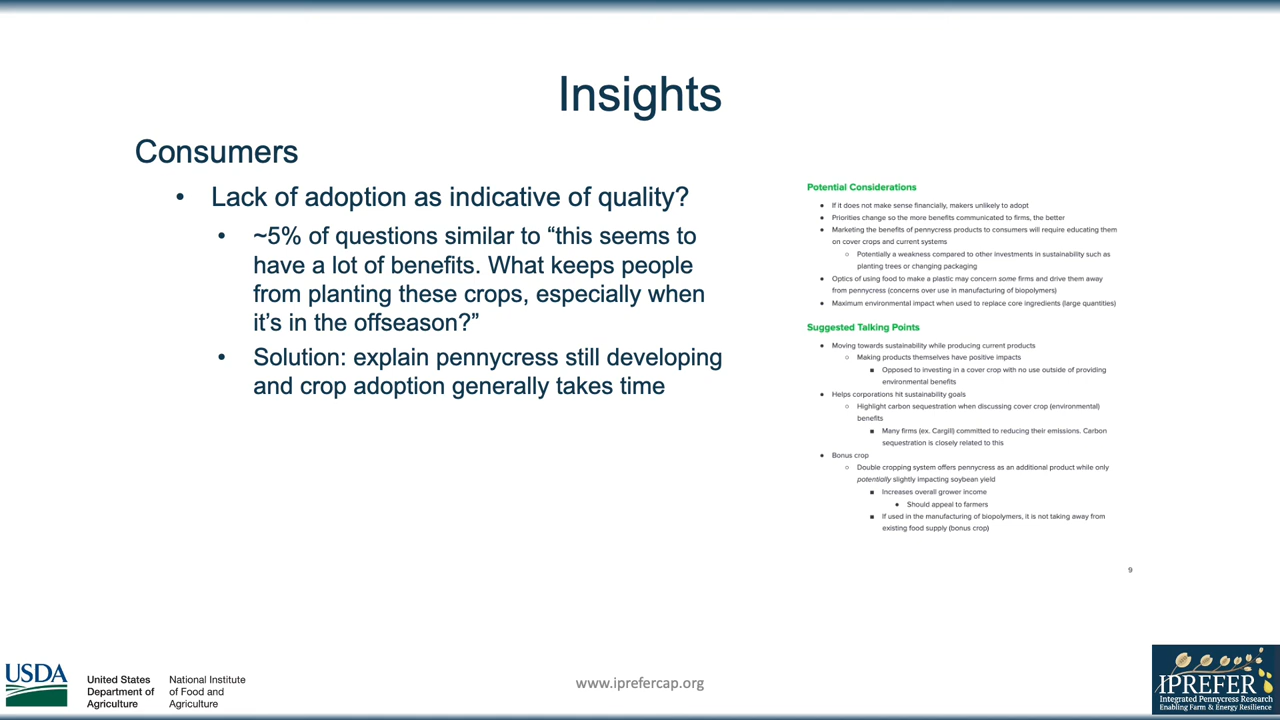 Insights
Consumers
• Lack of adoption as indicative of quality?
• ~5% of questions similar to “this seems to
have a lot of benefits. What keeps people
from planting these crops, especially when
it’s in the offseason?”
• Solution: explain pennycress still developing
and crop adoption generally takes time
Potential Considerations
● If it does not make sense financially, makers unlikely to adopt
● Priorities change so the more benefits communicated to firms, the better
● Marketing the benefits of pennycress products to consumers will require educating them
on cover crops and current systems
○ Potentially a weakness compared to other investments in sustainability such as
planting trees or changing packaging
● Optics of using food to make a plastic may concern some firms and drive them away
from pennycress (concerns over use in manufacturing of biopolymers)
● Maximum environmental impact when used to replace core ingredients (large quantities)
Suggested Talking Points
● Moving towards sustainability while producing current products
○ Making products themselves have positive impacts
■ Opposed to investing in a cover crop with no use outside of providing
environmental benefits
● Helps corporations hit sustainability goals
○ Highlight carbon sequestration when discussing cover crop (environmental)
benefits
■ Many firms (ex. Cargill) committed to reducing their emissions. Carbon
sequestration is closely related to this
● Bonus crop
○ Double cropping system offers pennycress as an additional product while only
potentially slightly impacting soybean yield
■ Increases overall grower income
● Should appeal to farmers
■ If used in the manufacturing of biopolymers, it is not taking away from
existing food supply (bonus crop)
9
USDA
United States
Department of
Agriculture
National Institute
of Food and
Agriculture
www.iprefercap.org
IPREFER
Integrated Pennycress Research
Enabling Farm & Energy Resilience